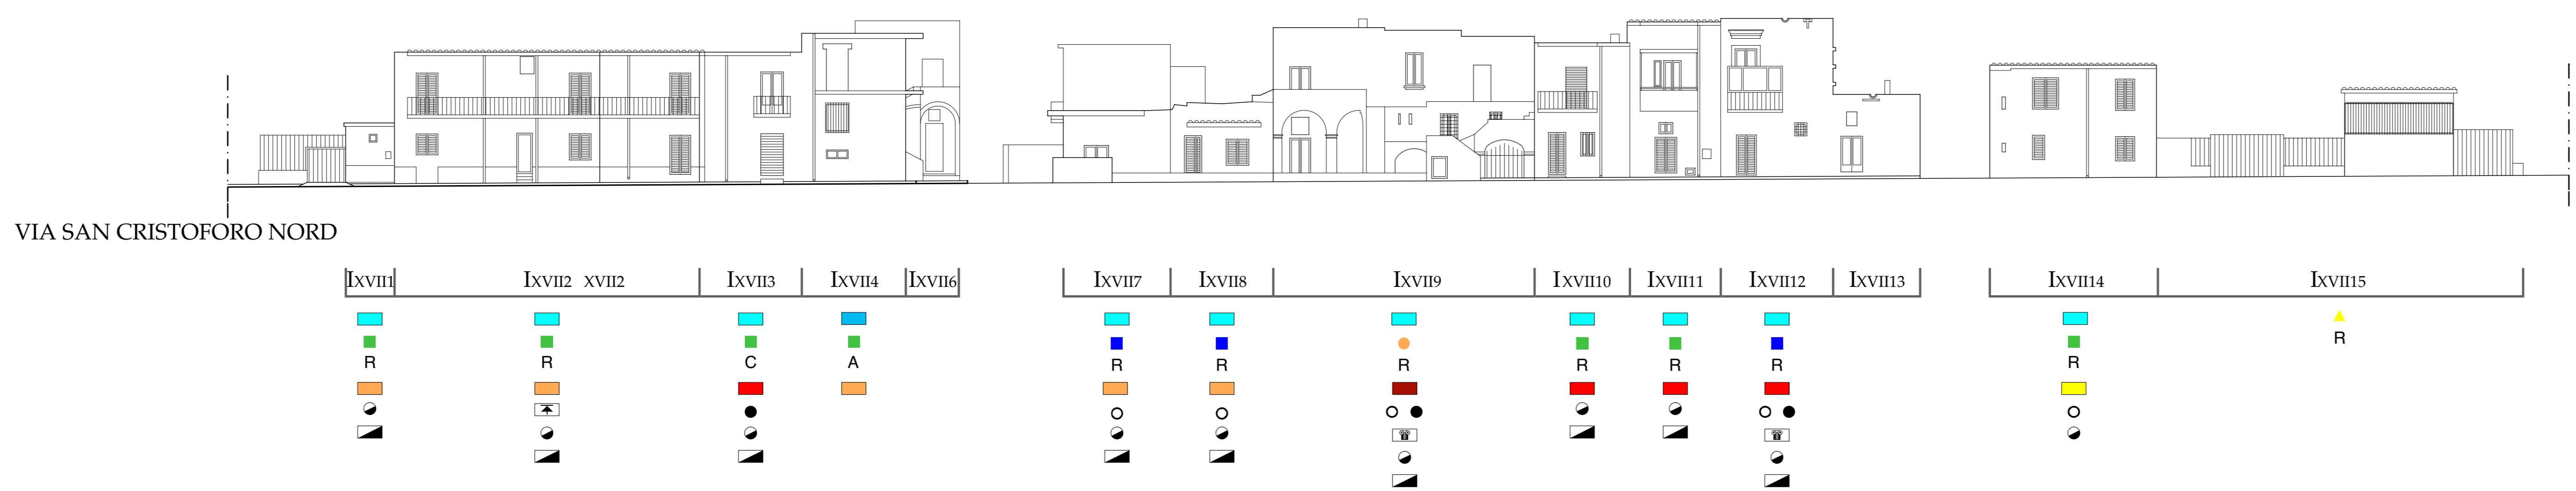 VIA SAN CRISTOFORO NORD
IXVII1 IXVII2 XVII2 IXVII3 IXVII4 IXVII6 IXVII7 IXVII8 IXVII9 IXVII10 IXVII11 IXVII12 IXVII13 IXVII14 IXVII15
R
R R C A R R R R R R R